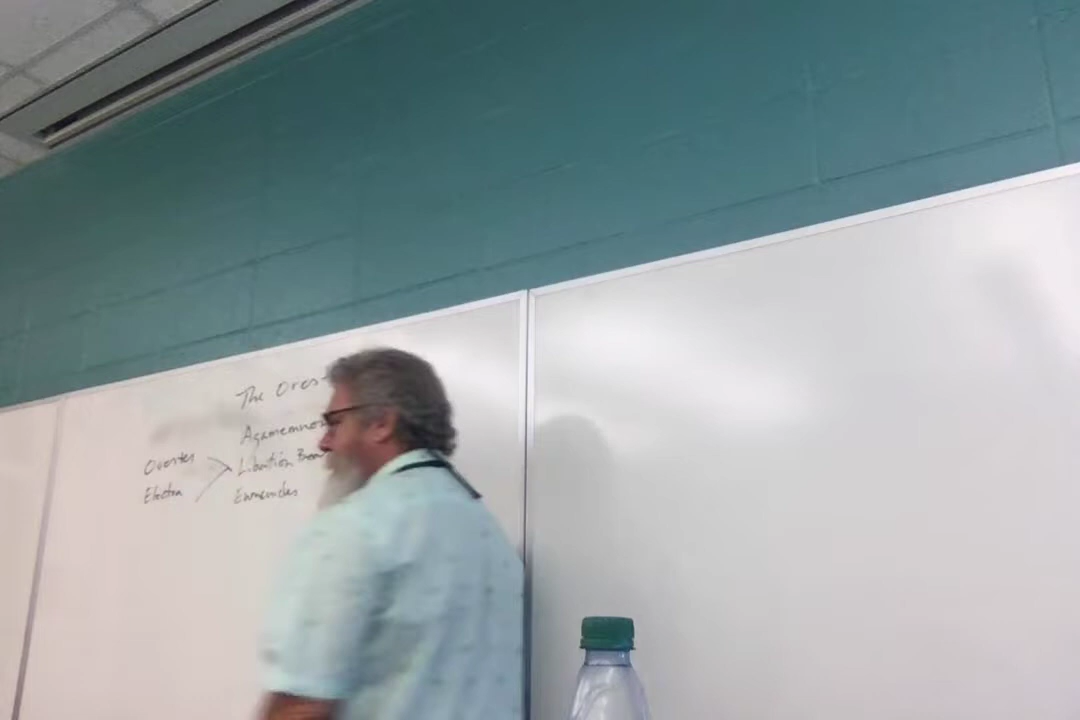 The Ores
Agamemno
Orestes
Libation Bear
Electra
Eumenides